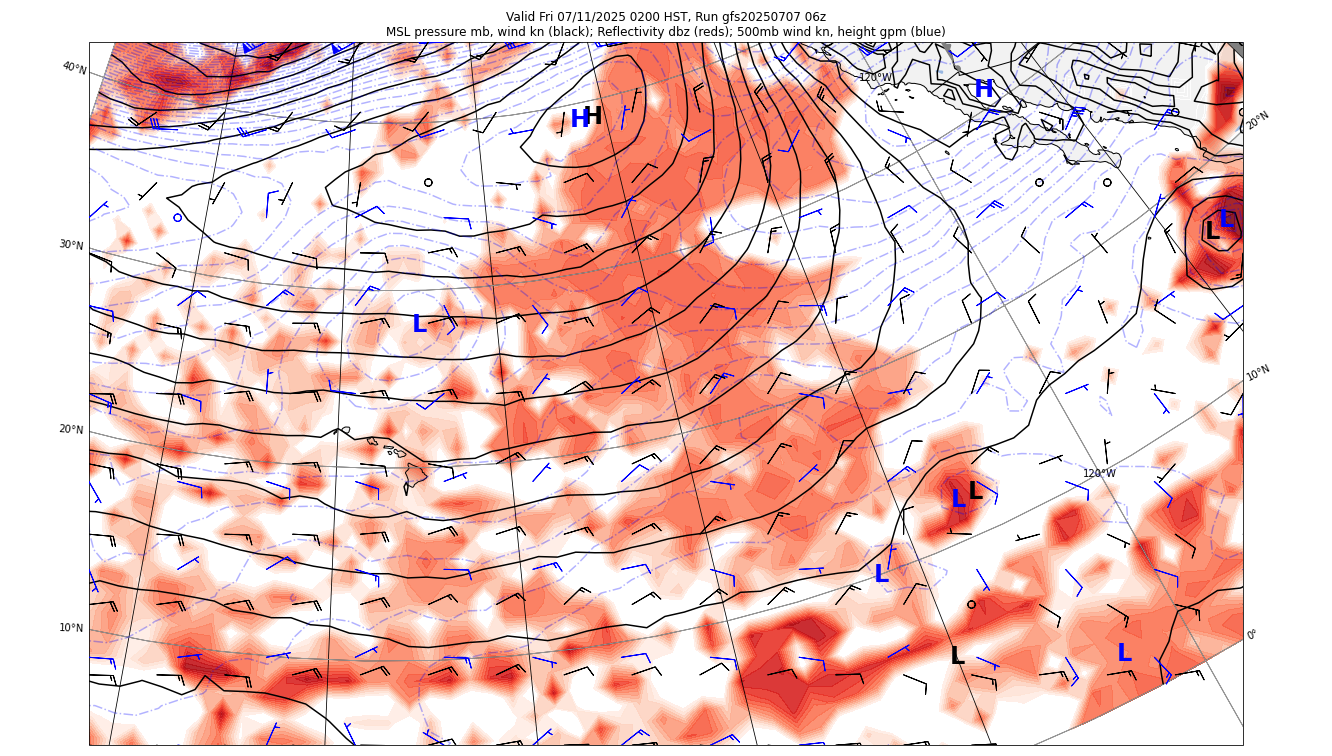 Valid Fri 07/11/2025 0200 HST, Run gfs20250707 06z
MSL pressure mb, wind kn (black); Reflectivity dbz (reds); 500mb wind kn, height gpm (blue)
40°N
120°W
H
H
H
20°N
L
L
30°N
L
10°N
20°N
120°W
L
L
L
10°N
0°
L
L